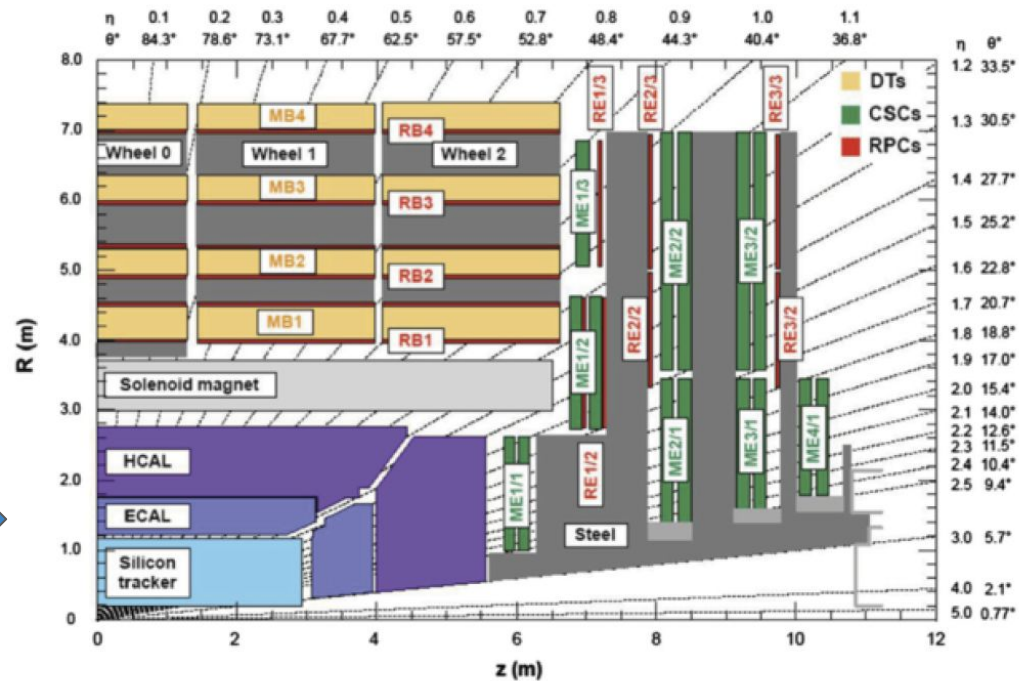 η 0.1 0.2 0.3 0.4 0.5 0.6 0.7 0.8 0.9 1.0 1.1
θ° 84.3° 78.6° 73.1° 67.7° 62.5° 57.5° 52.8° 48.4° 44.3° 40.4° 36.8° η θ°
8.0
1.2 33.5°
RE1/3
RE2/3
RE3/3
DTs
CSCs
RPCs
MB4
7.0
RB4
1.3 30.5°
Wheel 0
Wheel 1
Wheel 2
MB3
6.0
RB3
ME1/3
1.4 27.7°
1.5 25.2°
ME2/2
ME3/2
MB2
5.0
RB2
1.6 22.8°
MB1
4.0
RB1
RE2/2
RE3/2
1.7 20.7°
1.8 18.8°
ME1/2
1.9 17.0°
Solenoid magnet
3.0
2.0 15.4°
2.1 14.0°
2.2 12.6°
2.3 11.5°
2.4 10.4°
2.5 9.4°
HCAL
2.0
ME1/1
RE1/2
ME2/1
ME3/1
ME4/1
ECAL
1.0
Steel
3.0 5.7°
Silicon
tracker
4.0 2.1°
0
5.0 0.77°
R (m)
0 2 4 6 8 10 12
z (m)